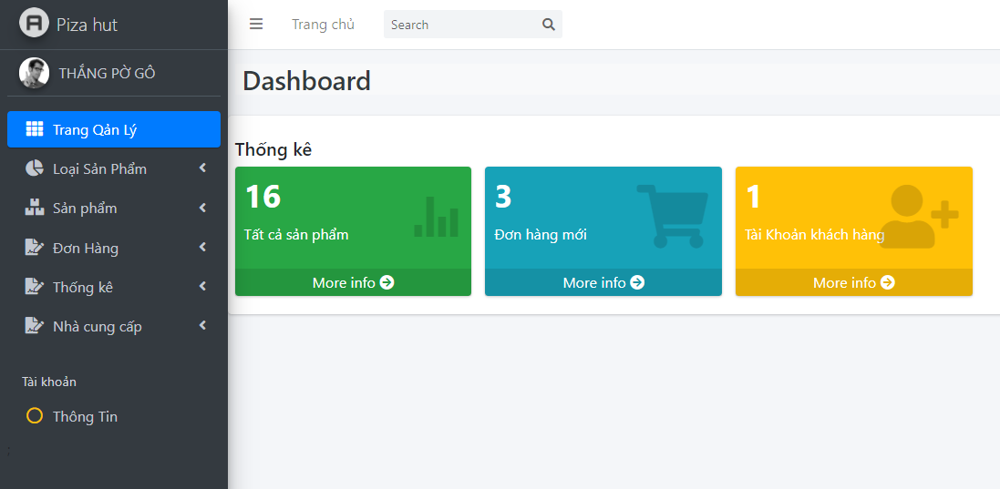 Piza hut
THẮNG PỜ GÔ
Trang Qản Lý
Loại Sản Phẩm
Sản phẩm
Đơn Hàng
Thống kê
Nhà cung cấp
Tài khoản
Thông Tin
;
Trang chủ
Search
Dashboard
Thống kê
16
Tất cả sản phẩm
More info
3
Đơn hàng mới
More info
1
Tài Khoản khách hàng
More info